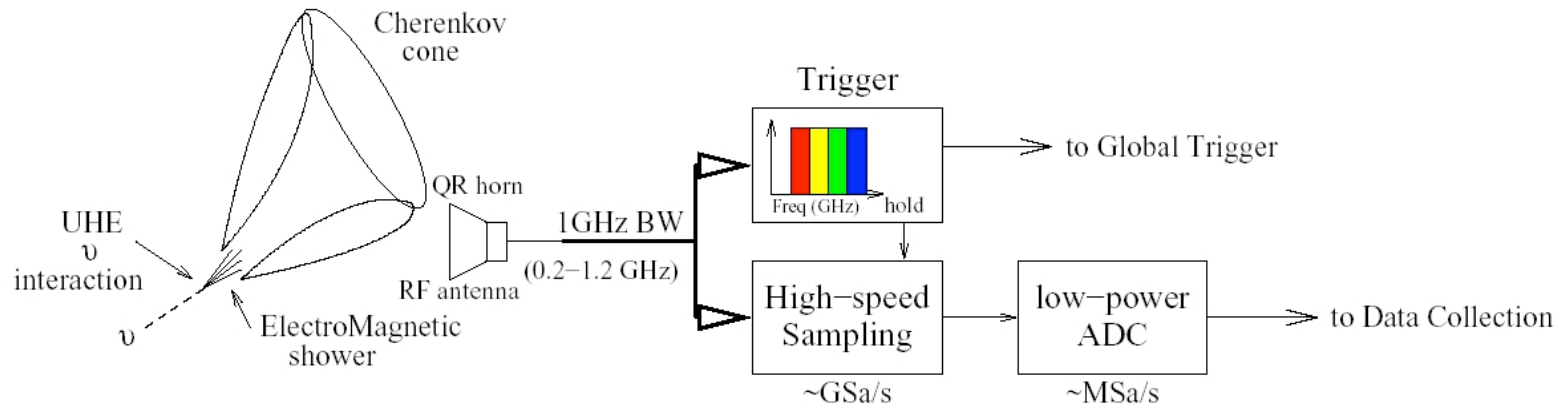 Cherenkov
cone
Trigger
to Global Trigger
Freq (GHz)
hold
QR horn
1GHz BW
(0.2−1.2 GHz)
RF antenna
UHE
υ
interaction
υ
ElectroMagnetic
shower
High−speed
Sampling
~GSa/s
low−power
ADC
~MSa/s
to Data Collection